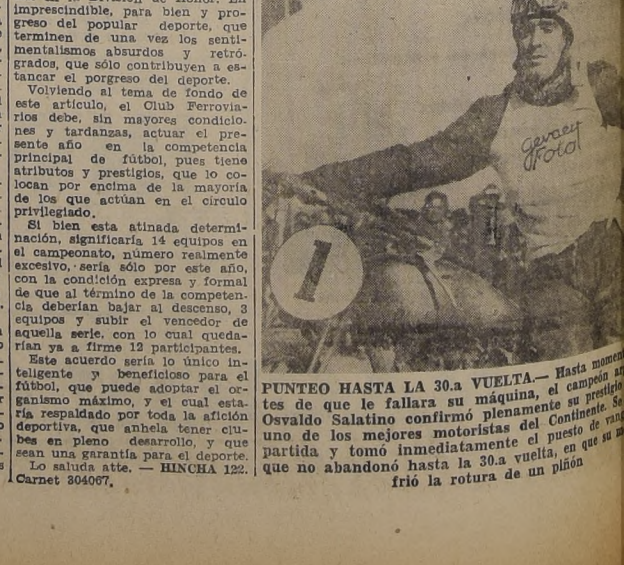 imprescindible, para bien y pro-
greso del popular deporte, que
terminen de una vez los senti-
mentalismos absurdos y retró-
grados, que sólo contribuyen a es-
tancar el porgreso del deporte.
Volviendo al tema de fondo de
este artículo, el Club Ferrovia-
rios debe, sin mayores condicio-
nes y tardanzas, actuar el pre-
sente año en la competencia
principal de fútbol, pues tiene
atributos y prestigios, que lo co-
locan por encima de la mayoría
de los que actúan en el círculo
privilegiado.
Si bien esta atinada determi-
nación, significaría 14 equipos en
el campeonato, número realmente
excesivo, sería sólo por este año,
con la condición expresa y formal
de que al término de la competen-
cia deberían bajar al descenso, 3
equipos y subir el vencedor de
aquella serie, con lo cual queda-
rían ya a firme 12 participantes.
Este acuerdo sería lo único in-
teligente y beneficioso para el
fútbol, que puede adoptar el or-
ganismo máximo, y el cual esta-
ría respaldado por toda la afición
deportiva, que anhela tener clu-
bes en pleno desarrollo, y que
sean una garantía para el deporte.
Lo saluda atte. — HINCHA 122.
Carnet 304067.
gevacy
Foto
1
PUNTEO HASTA LA 30.a VUELTA.— Hasta momen
tes de que le fallara su máquina, el campeón
Osvaldo Salatino confirmó plenamente su prestigio
uno de los mejores motoristas del Continente. Se
partida y tomó inmediatamente el puesto de vang
que no abandonó hasta la 30.a vuelta, en que su
frió la rotura de un piñón